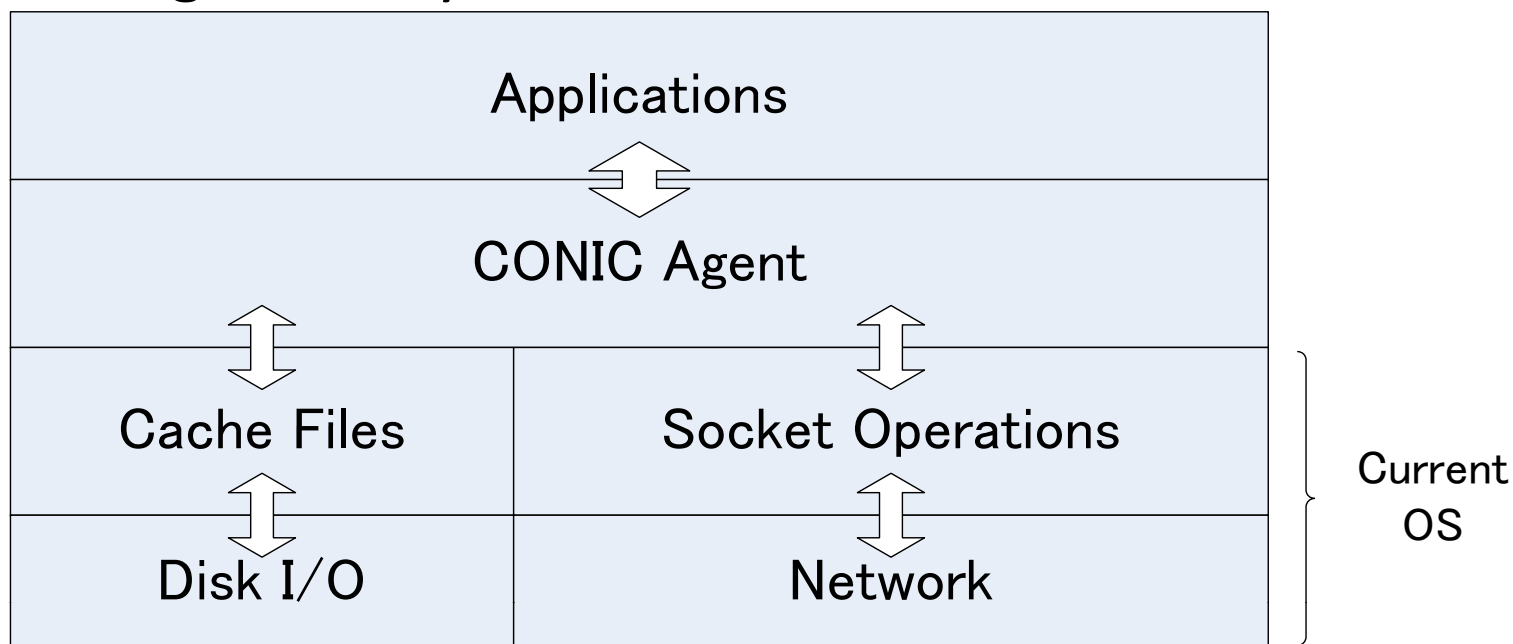 Applications
CONIC Agent
Cache Files
Socket Operations
Current
OS
Disk I/O
Network